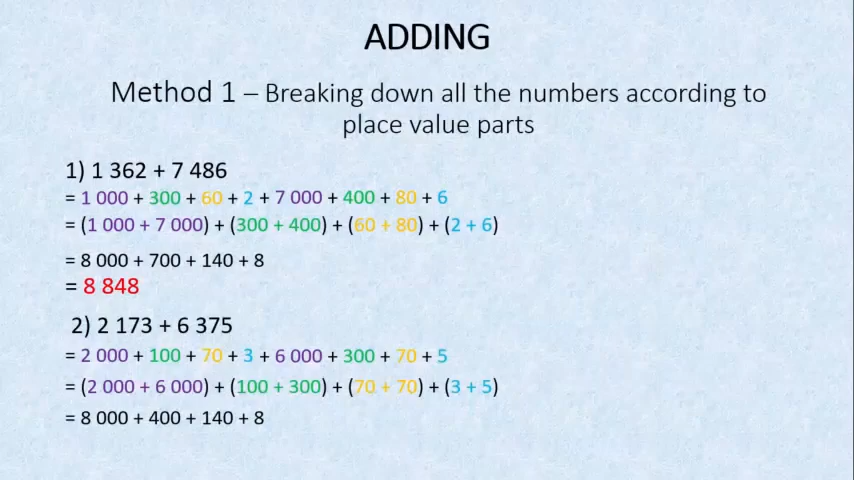 ADDING
Method 1 – Breaking down all the numbers according to
place value parts
1) 1 362 + 7 486
= 1 000 + 300 + 60 + 2 + 7 000 + 400 + 80 + 6
= (1 000 + 7 000) + (300 + 400) + (60 + 80) + (2 + 6)
= 8 000 + 700 + 140 + 8
= 8 848
2) 2 173 + 6 375
= 2 000 + 100 + 70 + 3 + 6 000 + 300 + 70 + 5
= (2 000 + 6 000) + (100 + 300) + (70 + 70) + (3 + 5)
= 8 000 + 400 + 140 + 8